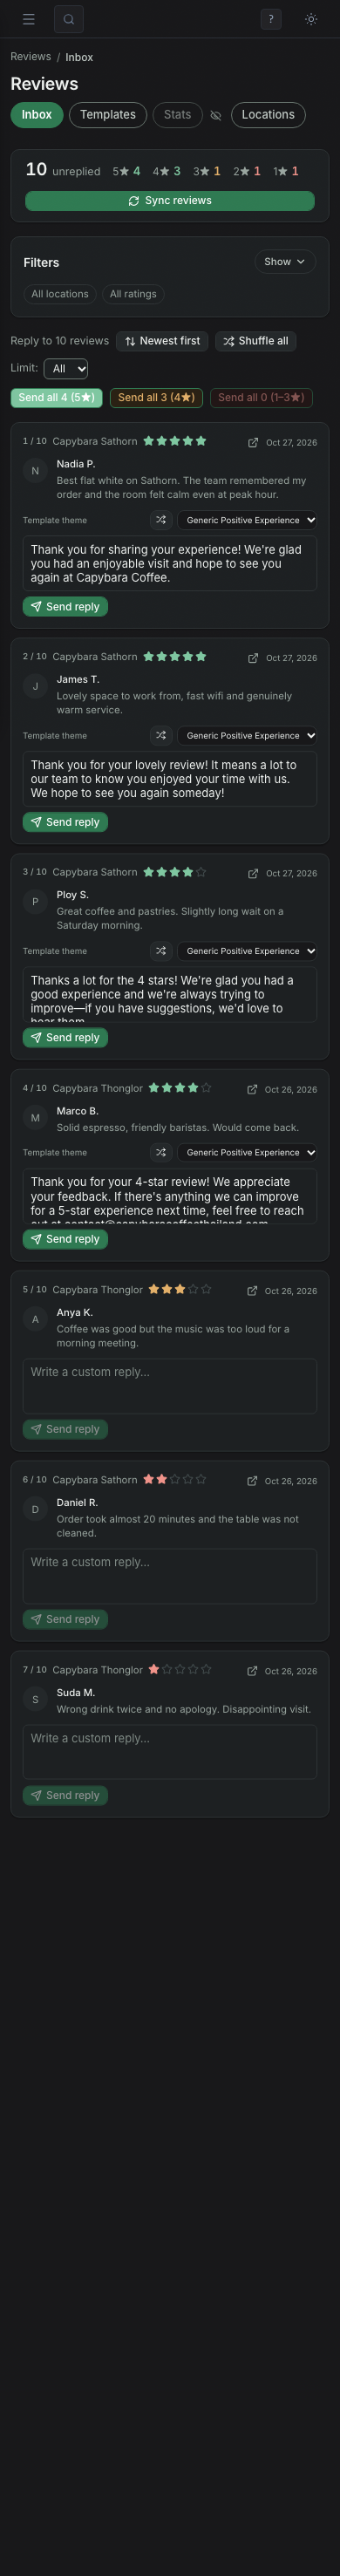 ?
Reviews / Inbox
Reviews
Inbox Templates Stats Locations
10 unreplied 5★ 4 4★ 3 3★ 1 2★ 1 1★ 1
Sync reviews
Filters Show
All locations All ratings
Reply to 10 reviews Newest first Shuffle all
Limit: All
Send all 4 (5★) Send all 3 (4★) Send all 0 (1–3★)
1 / 10 Capybara Sathorn Oct 27, 2026
N Nadia P.
Best flat white on Sathorn. The team remembered my
order and the room felt calm even at peak hour.
Template theme Generic Positive Experience
Thank you for sharing your experience! We're glad
you had an enjoyable visit and hope to see you
again at Capybara Coffee.
Send reply
2 / 10 Capybara Sathorn Oct 27, 2026
J James T.
Lovely space to work from, fast wifi and genuinely
warm service.
Template theme Generic Positive Experience
Thank you for your lovely review! It means a lot to
our team to know you enjoyed your time with us.
We hope to see you again someday!
Send reply
3 / 10 Capybara Sathorn Oct 27, 2026
P Ploy S.
Great coffee and pastries. Slightly long wait on a
Saturday morning.
Template theme Generic Positive Experience
Thanks a lot for the 4 stars! We're glad you had a
good experience and we're always trying to
improve—if you have suggestions, we'd love to
hear them
Send reply
4 / 10 Capybara Thonglor Oct 26, 2026
M Marco B.
Solid espresso, friendly baristas. Would come back.
Template theme Generic Positive Experience
Thank you for your 4-star review! We appreciate
your feedback. If there's anything we can improve
for a 5-star experience next time, feel free to reach
out at contact@capybaracoffeethailand.com
Send reply
5 / 10 Capybara Thonglor Oct 26, 2026
A Anya K.
Coffee was good but the music was too loud for a
morning meeting.
Write a custom reply...
Send reply
6 / 10 Capybara Sathorn Oct 26, 2026
D Daniel R.
Order took almost 20 minutes and the table was not
cleaned.
Write a custom reply...
Send reply
7 / 10 Capybara Thonglor Oct 26, 2026
S Suda M.
Wrong drink twice and no apology. Disappointing visit.
Write a custom reply...
Send reply